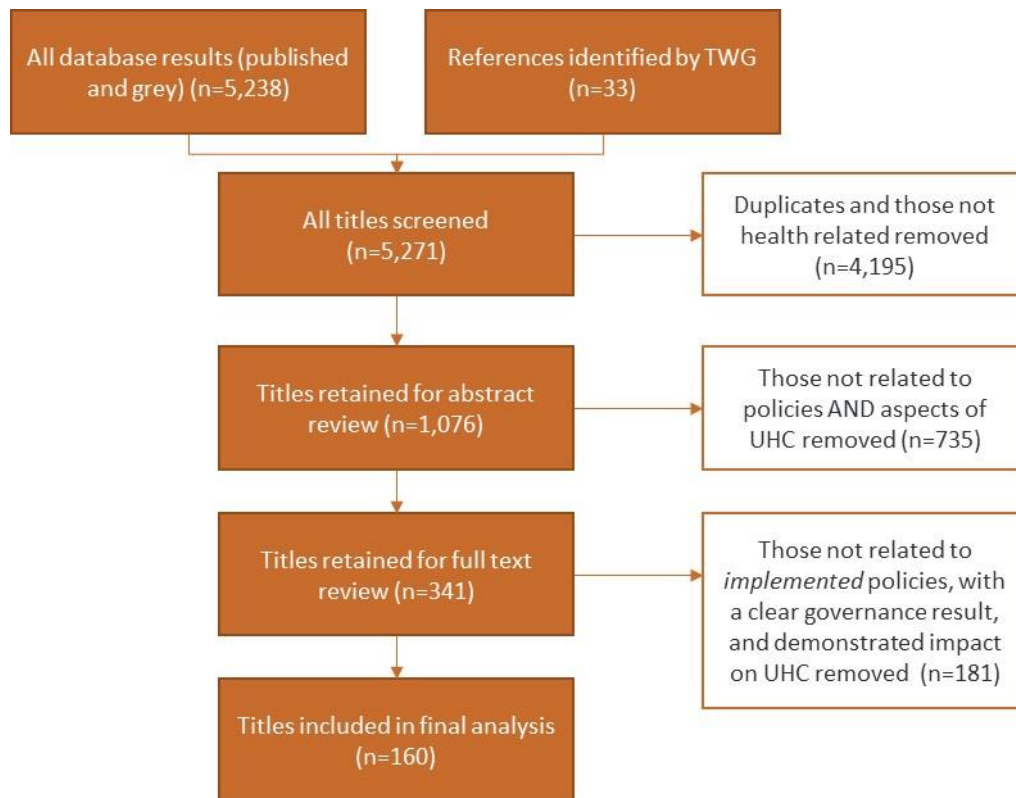 All database results (published
and grey) (n=5,238)
References identified by TWG
(n=33)
All titles screened
(n=5,271)
Duplicates and those not
health related removed
(n=4,195)
Titles retained for abstract
review (n=1,076)
Those not related to
policies AND aspects of
UHC removed (n=735)
Titles retained for full text
review (n=341)
Those not related to
implemented policies, with
a clear governance result,
and demonstrated impact
on UHC removed (n=181)
Titles included in final analysis
(n=160)